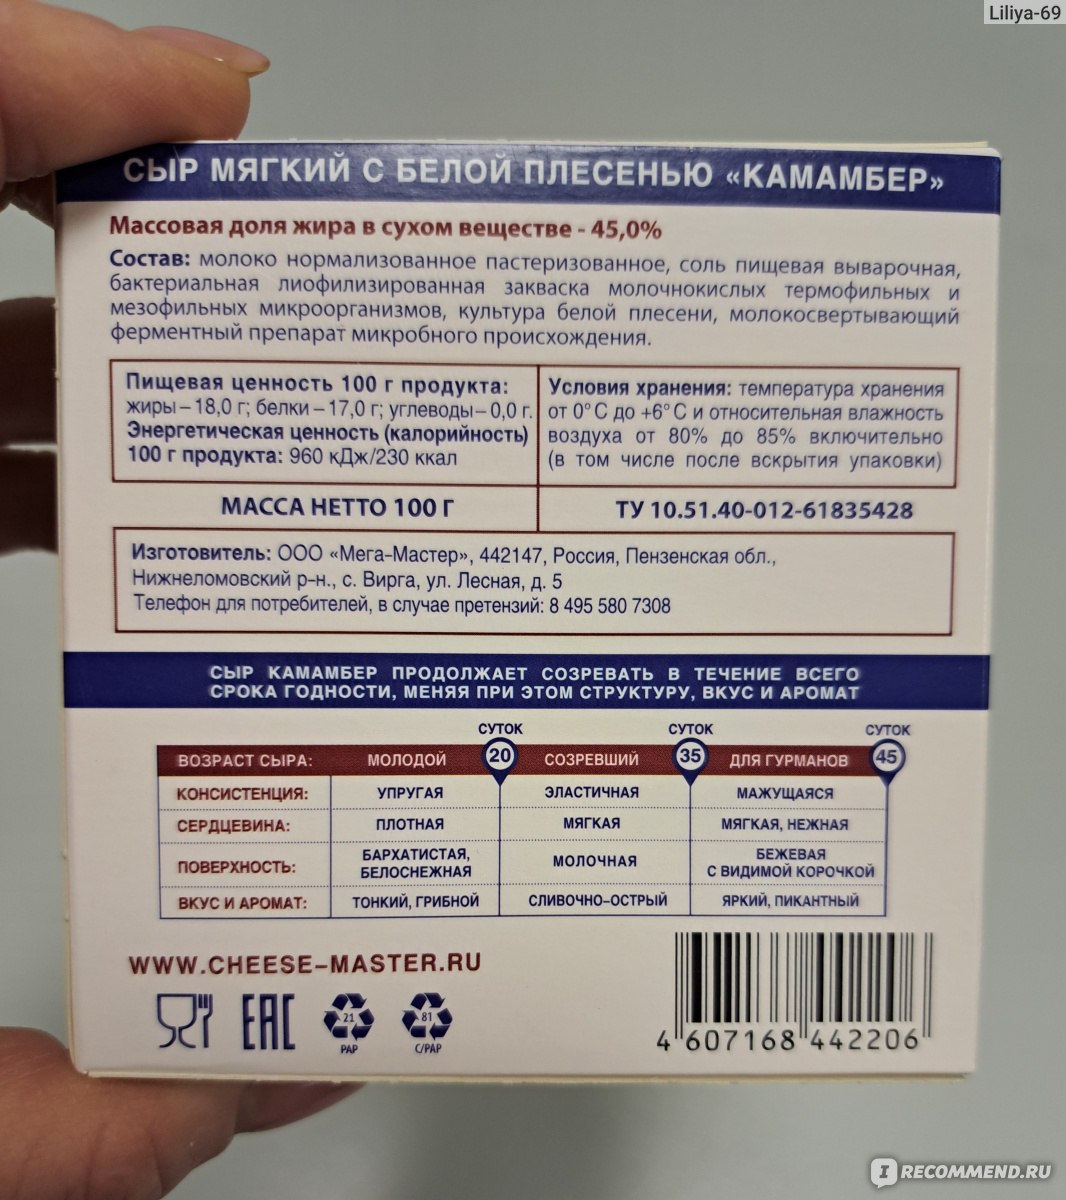 Liliya-69
СЫР МЯГКИЙ С БЕЛОЙ ПЛЕСЕНЬЮ «КАМАМБЕР»
Массовая доля жира в сухом веществе - 45,0%
Состав: молоко нормализованное пастеризованное, соль пищевая выварочная,
бактериальная лиофилизированная закваска молочнокислых термофильных и
мезофильных микроорганизмов, культура белой плесени, молокосвертывающий
ферментный препарат микробного происхождения.
Пищевая ценность 100 г продукта:
жиры – 18,0 г; белки – 17,0 г; углеводы – 0,0 г.
Энергетическая ценность (калорийность)
100 г продукта: 960 кДж/230 ккал
Условия хранения: температура хранения
от 0°С до +6°С и относительная влажность
воздуха от 80% до 85% включительно
(в том числе после вскрытия упаковки)
МАССА НЕТТО 100 Г
ТУ 10.51.40-012-61835428
Изготовитель: ООО «Мега-Мастер», 442147, Россия, Пензенская обл.,
Нижнеломовский р-н., с. Вирга, ул. Лесная, д. 5
Телефон для потребителей, в случае претензий: 8 495 580 7308
СЫР КАМАМБЕР ПРОДОЛЖАЕТ СОЗРЕВАТЬ В ТЕЧЕНИЕ ВСЕГО
СРОКА ГОДНОСТИ, МЕНЯЯ ПРИ ЭТОМ СТРУКТУРУ, ВКУС И АРОМАТ
СУТОК СУТОК СУТОК
ВОЗРАСТ СЫРА: МОЛОДОЙ 20 СОЗРЕВШИЙ 35 ДЛЯ ГУРМАНОВ 45
КОНСИСТЕНЦИЯ: УПРУГАЯ ЭЛАСТИЧНАЯ МАЖУЩАЯСЯ
СЕРДЦЕВИНА: ПЛОТНАЯ МЯГКАЯ МЯГКАЯ, НЕЖНАЯ
ПОВЕРХНОСТЬ: БАРХАТИСТАЯ, БЕЛОСНЕЖНАЯ МОЛОЧНАЯ БЕЖЕВАЯ С ВИДИМОЙ КОРОЧКОЙ
ВКУС И АРОМАТ: ТОНКИЙ, ГРИБНОЙ СЛИВОЧНО-ОСТРЫЙ ЯРКИЙ, ПИКАНТНЫЙ
WWW.CHEESE-MASTER.RU
EAC
21
PAP
81
C/PAP
4 607168 442206
IRECOMMEND.RU